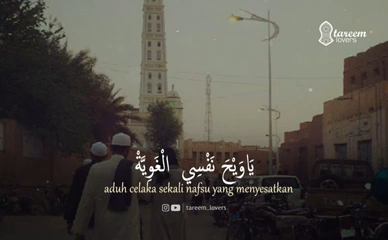 tareem
lovers
يَاوَيْحَ نَفْسِي الْغَوِيَّةْ
aduh celaka sekali nafsu yang menyesatkan
tareem_lovers